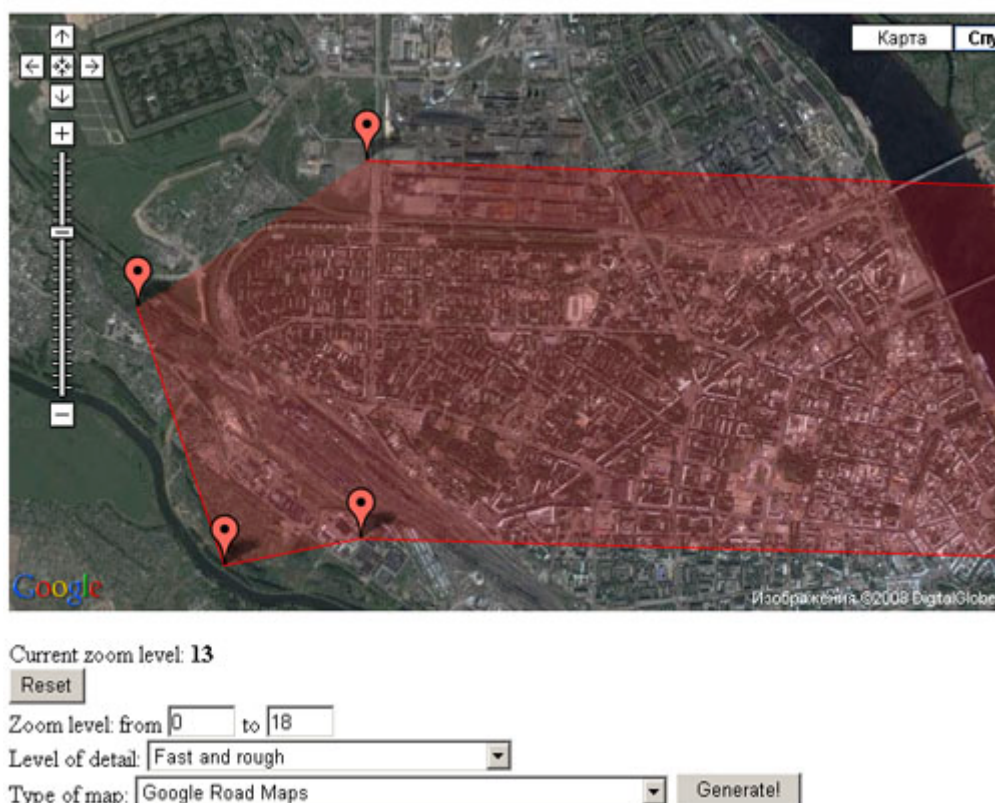 Карта
Google
Изображения ©2008 DigitalGlobe
Current zoom level: 13
Reset
Zoom level: from 0 to 18
Level of detail: Fast and rough
Type of map: Google Road Maps Generate!